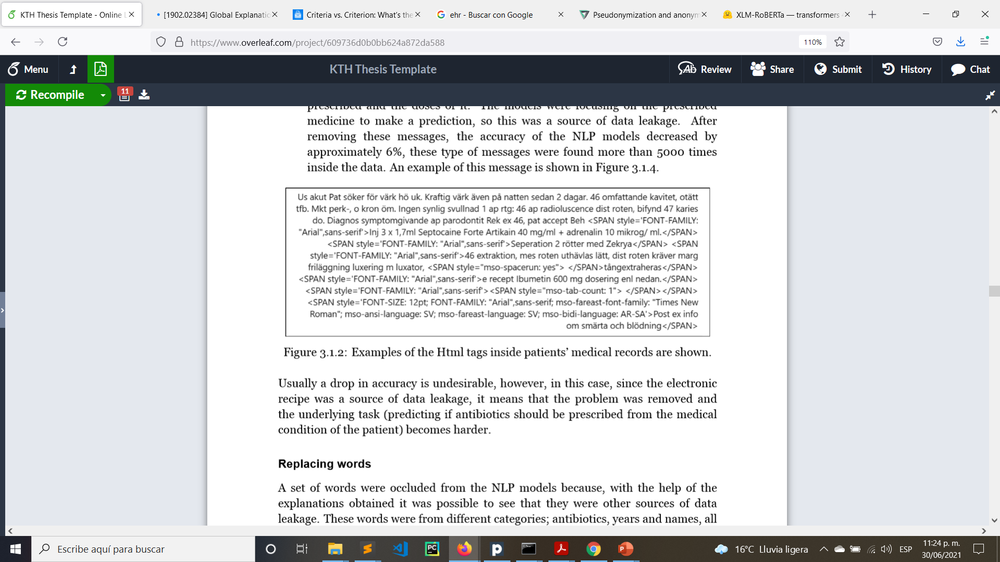 KTH Thesis Template - Online L
[1902.02384] Global Explanatio
Criteria vs. Criterion: What's the
ehr - Buscar con Google
Pseudonymization and anonym
XLM-RoBERTa — transformers
https://www.overleaf.com/project/609736d0b0bb624a872da588
110%
Menu
KTH Thesis Template
Review
Share
Submit
History
Chat
Recompile
11
prescribed and the doses of it. The models were focusing on the prescribed
medicine to make a prediction, so this was a source of data leakage. After
removing these messages, the accuracy of the NLP models decreased by
approximately 6%, these type of messages were found more than 5000 times
inside the data. An example of this message is shown in Figure 3.1.4.
Us akut Pat söker för värk hö uk. Kraftig värk även på natten sedan 2 dagar. 46 omfattande kavitet, otätt
tfb. Mkt perk-, o kron öm. Ingen synlig svullnad 1 ap rtg: 46 ap radioluscence dist roten, bifynd 47 karies
do. Diagnos symptomgivande ap parodontit Rek ex 46, pat accept Beh <SPAN style='FONT-FAMILY:
"Arial",sans-serif'>Inj 3 x 1,7ml Septocaine Forte Artikain 40 mg/ml + adrenalin 10 mikrog/ ml.</SPAN>
<SPAN style='FONT-FAMILY: "Arial",sans-serif'>Seperation 2 rötter med Zekrya</SPAN> <SPAN
style='FONT-FAMILY: "Arial",sans-serif'>46 extraktion, mes roten uthävlas lätt, dist roten kräver marg
friläggning luxering m luxator, <SPAN style="mso-spacerun: yes"> </SPAN>tångextraheras</SPAN>
<SPAN style='FONT-FAMILY: "Arial",sans-serif'>e recept Ibumetin 600 mg dosering enl nedan.</SPAN>
<SPAN style='FONT-FAMILY: "Arial",sans-serif'><SPAN style="mso-tab-count: 1"> </SPAN></SPAN>
<SPAN style='FONT-SIZE: 12pt; FONT-FAMILY: "Arial",sans-serif; mso-fareast-font-family: "Times New
Roman"; mso-ansi-language: SV; mso-fareast-language: SV; mso-bidi-language: AR-SA'>Post ex info
om smärta och blödning</SPAN>
Figure 3.1.2: Examples of the Html tags inside patients' medical records are shown.
Usually a drop in accuracy is undesirable, however, in this case, since the electronic
recipe was a source of data leakage, it means that the problem was removed and
the underlying task (predicting if antibiotics should be prescribed from the medical
condition of the patient) becomes harder.
Replacing words
A set of words were occluded from the NLP models because, with the help of the
explanations obtained it was possible to see that they were other sources of data
leakage. These words were from different categories; antibiotics, years and names, all
Escribe aquí para buscar
16°C Lluvia ligera
ESP
11:24 p. m.
30/06/2021